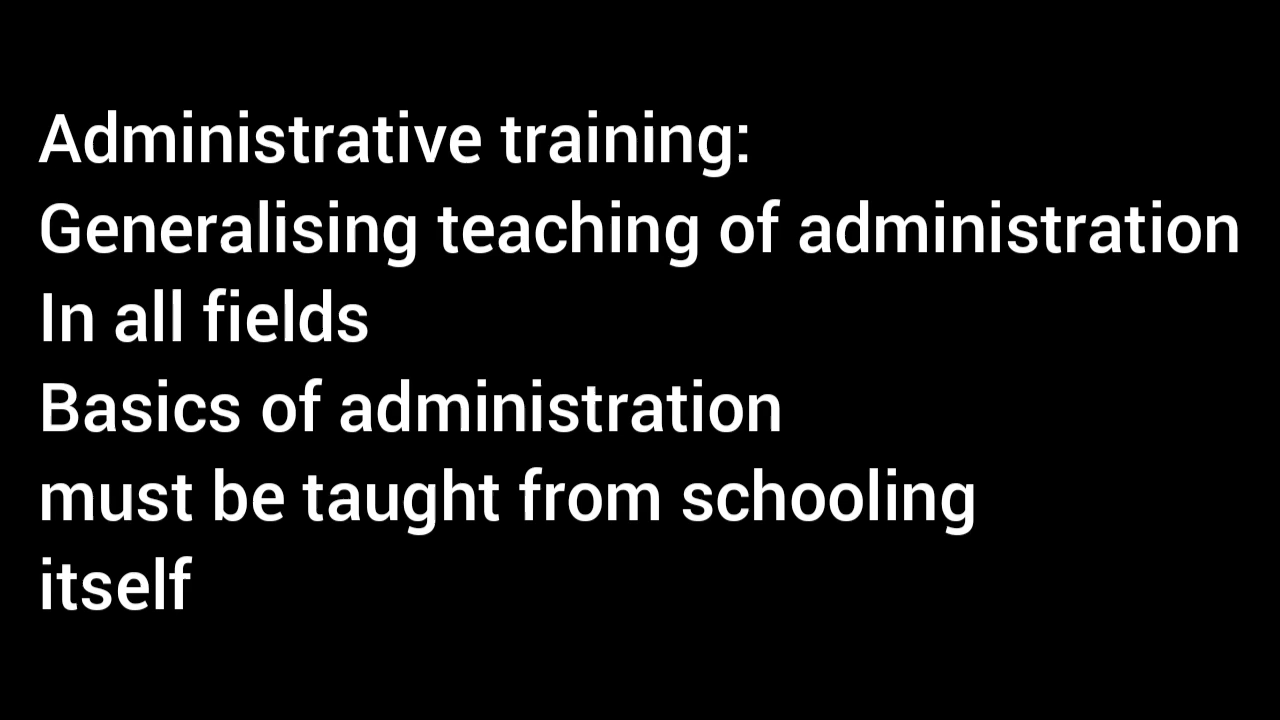 Administrative training:
Generalising teaching of administration
In all fields
Basics of administration
must be taught from schooling
itself